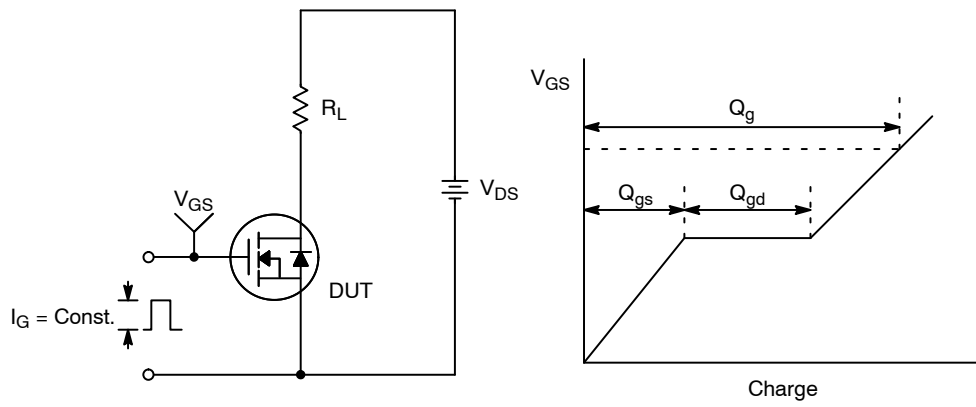 R_L
V_GS
V_DS
DUT
I_G = Const.
V_GS
Q_g
Q_gs
Q_gd
Charge